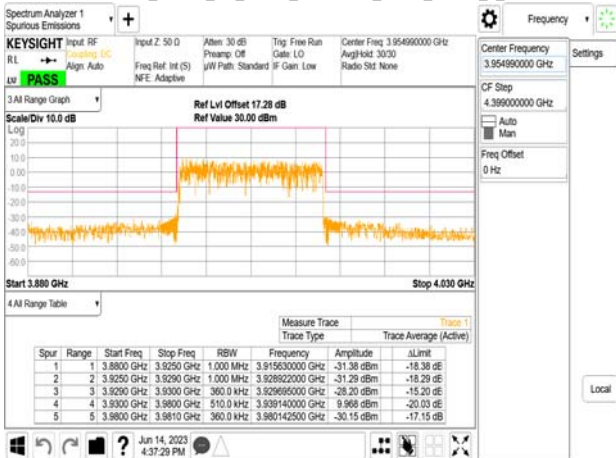 Spectrum Analyzer 1
Spurious Emissions
+
Frequency
KEYSIGHT
RL
LV PASS
Input: RF
Coupling: DC
Align: Auto
Input Z: 50 Ω
Freq Ref: Int (S)
NFE: Adaptive
Atten: 30 dB
Preamp: Off
µW Path: Standard
Trig: Free Run
Gate: LO
IF Gain: Low
Center Freq: 3.954990000 GHz
Avg|Hold: 30/30
Radio Std: None
Center Frequency
3.954990000 GHz
Settings
CF Step
4.399000000 GHz
Auto
Man
Freq Offset
0 Hz
Local
3 All Range Graph
Scale/Div 10.0 dB
Ref Lvl Offset 17.28 dB
Ref Value 30.00 dBm
Log
20.0
10.0
0.00
-10.0
-20.0
-30.0
-40.0
-50.0
-60.0
Start 3.880 GHz
Stop 4.030 GHz
4 All Range Table
Measure Trace Trace 1
Trace Type Trace Average (Active)
Spur Range Start Freq Stop Freq RBW Frequency Amplitude ΔLimit
1 1 3.8800 GHz 3.9250 GHz 1.000 MHz 3.915630000 GHz -31.38 dBm -18.38 dB
2 2 3.9250 GHz 3.9290 GHz 1.000 MHz 3.928922000 GHz -31.29 dBm -18.29 dB
3 3 3.9290 GHz 3.9300 GHz 360.0 kHz 3.929695000 GHz -28.20 dBm -15.20 dB
4 4 3.9300 GHz 3.9800 GHz 510.0 kHz 3.939140000 GHz 9.968 dBm -20.03 dB
5 5 3.9800 GHz 3.9810 GHz 360.0 kHz 3.980142500 GHz -30.15 dBm -17.15 dB
?
Jun 14, 2023
4:37:29 PM